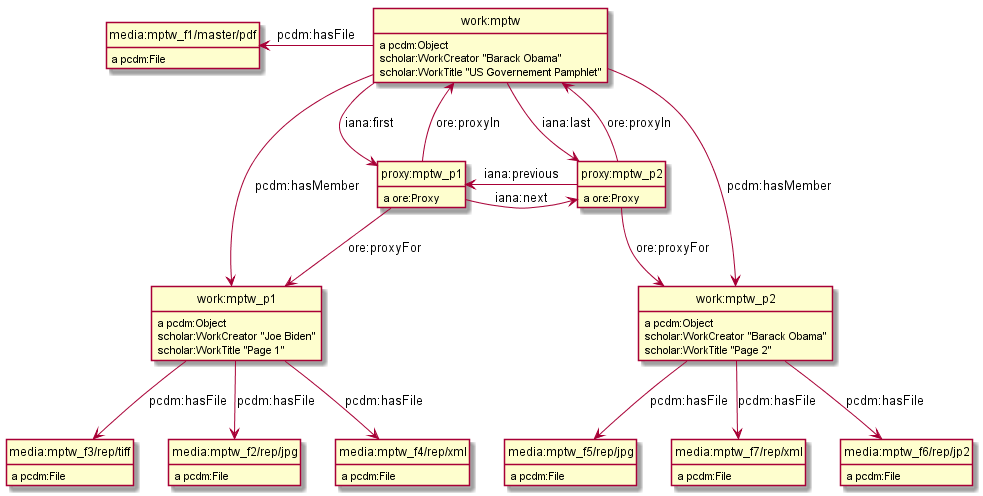 work:mptw
a pcdm:Object
scholar:WorkCreator "Barack Obama"
scholar:WorkTitle "US Governement Pamphlet"
media:mptw_f1/master/pdf
a pcdm:File
pcdm:hasFile
iana:first
ore:proxyIn
iana:last
ore:proxyIn
pcdm:hasMember
pcdm:hasMember
proxy:mptw_p1
a ore:Proxy
iana:previous
iana:next
proxy:mptw_p2
a ore:Proxy
ore:proxyFor
ore:proxyFor
work:mptw_p1
a pcdm:Object
scholar:WorkCreator "Joe Biden"
scholar:WorkTitle "Page 1"
work:mptw_p2
a pcdm:Object
scholar:WorkCreator "Barack Obama"
scholar:WorkTitle "Page 2"
pcdm:hasFile
pcdm:hasFile
pcdm:hasFile
pcdm:hasFile
pcdm:hasFile
pcdm:hasFile
media:mptw_f3/rep/tiff
a pcdm:File
media:mptw_f2/rep/jpg
a pcdm:File
media:mptw_f4/rep/xml
a pcdm:File
media:mptw_f5/rep/jpg
a pcdm:File
media:mptw_f7/rep/xml
a pcdm:File
media:mptw_f6/rep/jp2
a pcdm:File